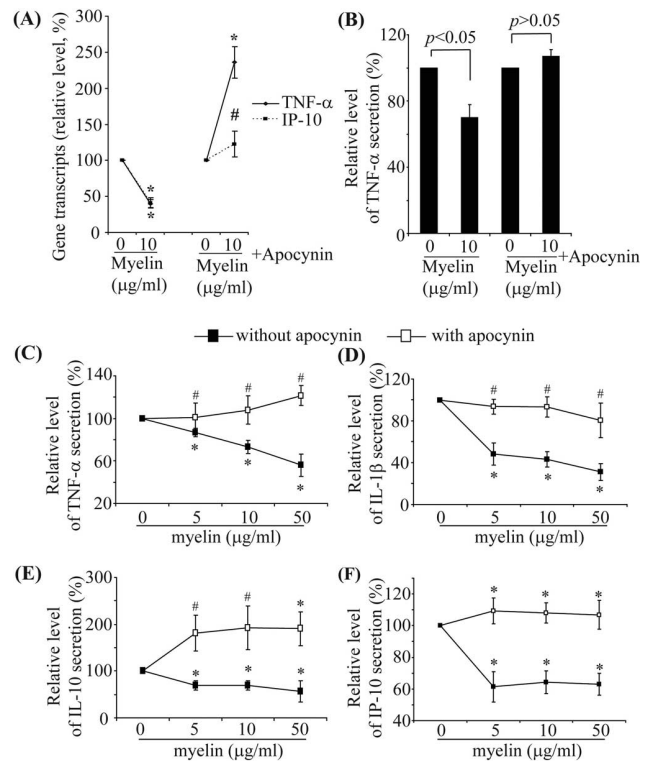 (A)
Gene transcripts (relative level, %)
300
250
200
150
100
50
0
*
*
*
#
TNF-α
IP-10
0 10 0 10
Myelin
(μg/ml)
Myelin
(μg/ml)
+Apocynin
(B)
Relative level
of TNF-α secretion (%)
120
80
40
0
p<0.05
p>0.05
0 10 0 10
Myelin
(μg/ml)
Myelin
(μg/ml)
+Apocynin
without apocynin with apocynin
(C)
Relative level
of TNF-α secretion (%)
140
100
60
20
# # #
* * *
0 5 10 50
myelin (μg/ml)
(D)
Relative level
of IL-1β secretion (%)
120
80
40
0
# # #
* * *
0 5 10 50
myelin (μg/ml)
(E)
Relative level
of IL-10 secretion (%)
300
200
100
0
# # *
* * *
0 5 10 50
myelin (μg/ml)
(F)
Relative level
of IP-10 secretion (%)
140
120
100
80
60
40
* * *
* * *
0 5 10 50
myelin (μg/ml)